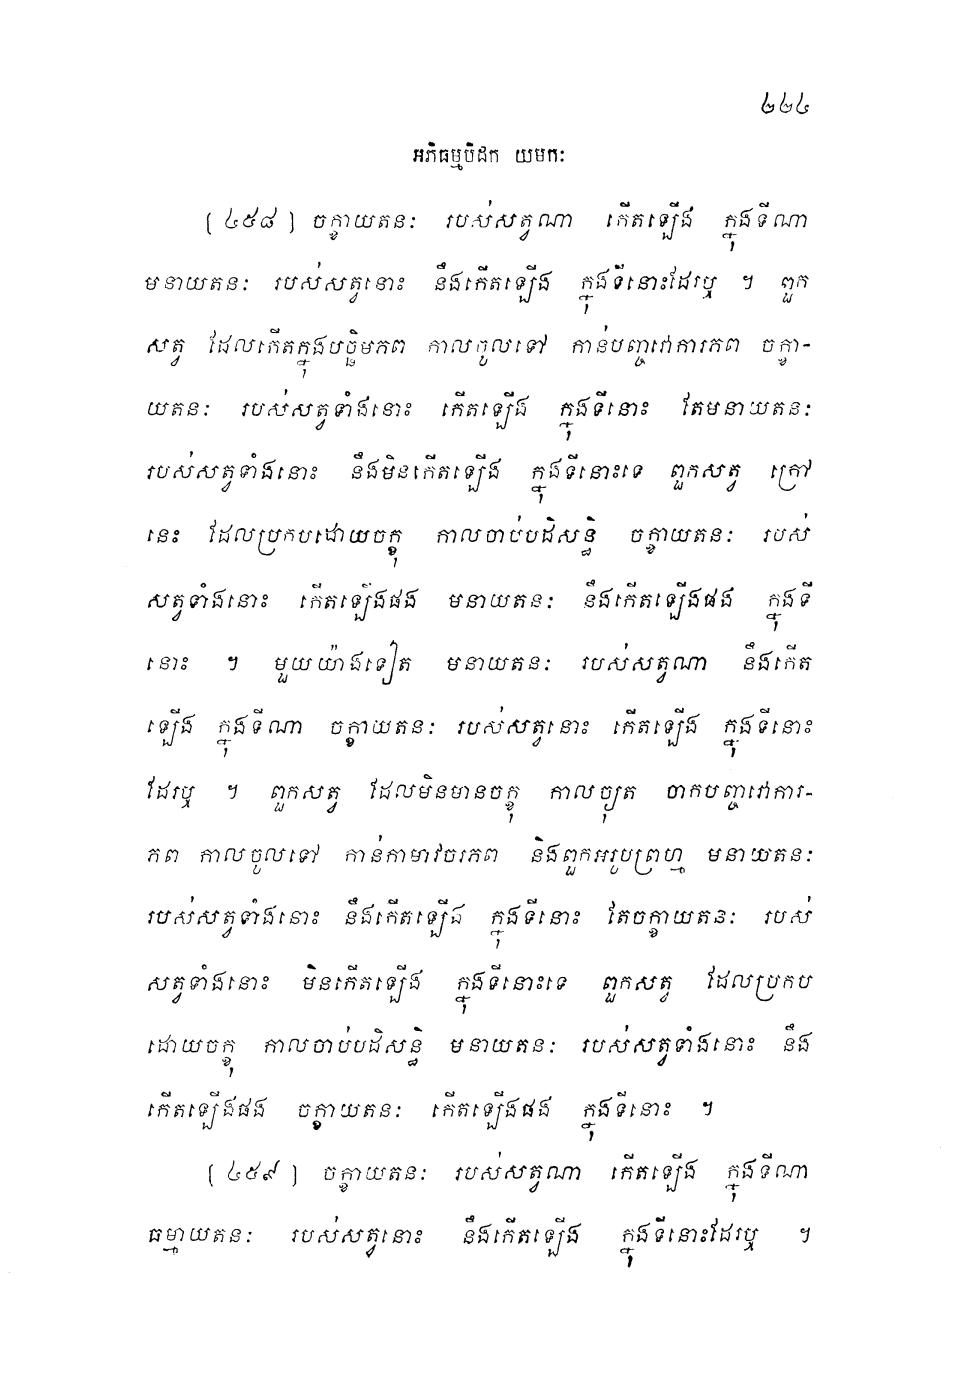 ២២៤
អភិធម្មបិដក យមកៈ
[ ៤៥៨ ] ចក្ខាយតនៈ របស់សត្វណា កើតឡើង ក្នុងទីណា
មនាយតនៈ របស់សត្វនោះ នឹងកើតឡើង ក្នុងទីនោះដែរឬ ។ ពួក
សត្វ ដែលកើតក្នុងបច្ឆិមភព កាលចូលទៅ កាន់បញ្ចវោការភព ចក្ខា-
យតនៈ របស់សត្វទាំងនោះ កើតឡើង ក្នុងទីនោះ តែមនាយតនៈ
របស់សត្វទាំងនោះ នឹងមិនកើតឡើង ក្នុងទីនោះទេ ពួកសត្វ ក្រៅ
នេះ ដែលប្រកបដោយចក្ខុ កាលចាប់បដិសន្ធិ ចក្ខាយតនៈ របស់
សត្វទាំងនោះ កើតឡើងផង មនាយតនៈ នឹងកើតឡើងផង ក្នុងទី
នោះ ។ មួយយ៉ាងទៀត មនាយតនៈ របស់សត្វណា នឹងកើត
ឡើង ក្នុងទីណា ចក្ខាយតនៈ របស់សត្វនោះ កើតឡើង ក្នុងទីនោះ
ដែរឬ ។ ពួកសត្វ ដែលមិនមានចក្ខុ កាលច្យុត ចាកបញ្ចវោការ-
ភព កាលចូលទៅ កាន់កាមាវចរភព និងពួកអរូបព្រហ្ម មនាយតនៈ
របស់សត្វទាំងនោះ នឹងកើតឡើង ក្នុងទីនោះ តែចក្ខាយតនៈ របស់
សត្វទាំងនោះ មិនកើតឡើង ក្នុងទីនោះទេ ពួកសត្វ ដែលប្រកប
ដោយចក្ខុ កាលចាប់បដិសន្ធិ មនាយតនៈ របស់សត្វទាំងនោះ នឹង
កើតឡើងផង ចក្ខាយតនៈ កើតឡើងផង ក្នុងទីនោះ ។
[ ៤៥៩ ] ចក្ខាយតនៈ របស់សត្វណា កើតឡើង ក្នុងទីណា
ធម្មាយតនៈ របស់សត្វនោះ នឹងកើតឡើង ក្នុងទីនោះដែរឬ ។